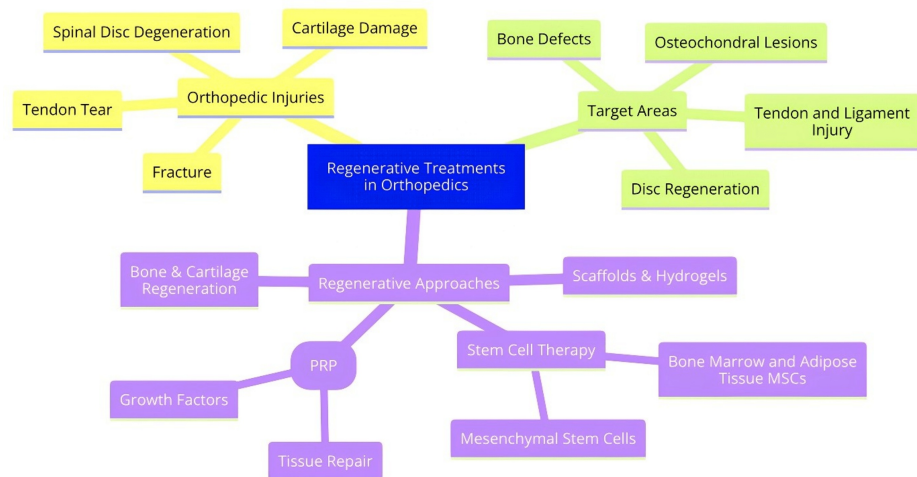 Spinal Disc Degeneration
Cartilage Damage
Orthopedic Injuries
Tendon Tear
Fracture
Bone Defects
Osteochondral Lesions
Target Areas
Tendon and Ligament
Injury
Disc Regeneration
Regenerative Treatments
in Orthopedics
Bone & Cartilage
Regeneration
Regenerative Approaches
Scaffolds & Hydrogels
PRP
Stem Cell Therapy
Bone Marrow and Adipose
Tissue MSCs
Growth Factors
Mesenchymal Stem Cells
Tissue Repair